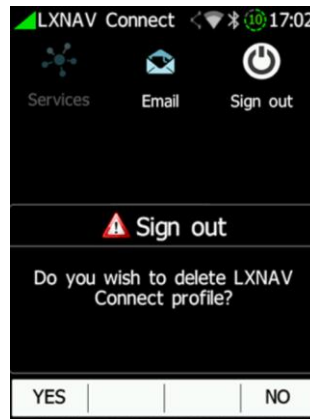 LXNAV Connect 10 17:02
Services Email Sign out
Sign out
Do you wish to delete LXNAV
Connect profile?
YES NO